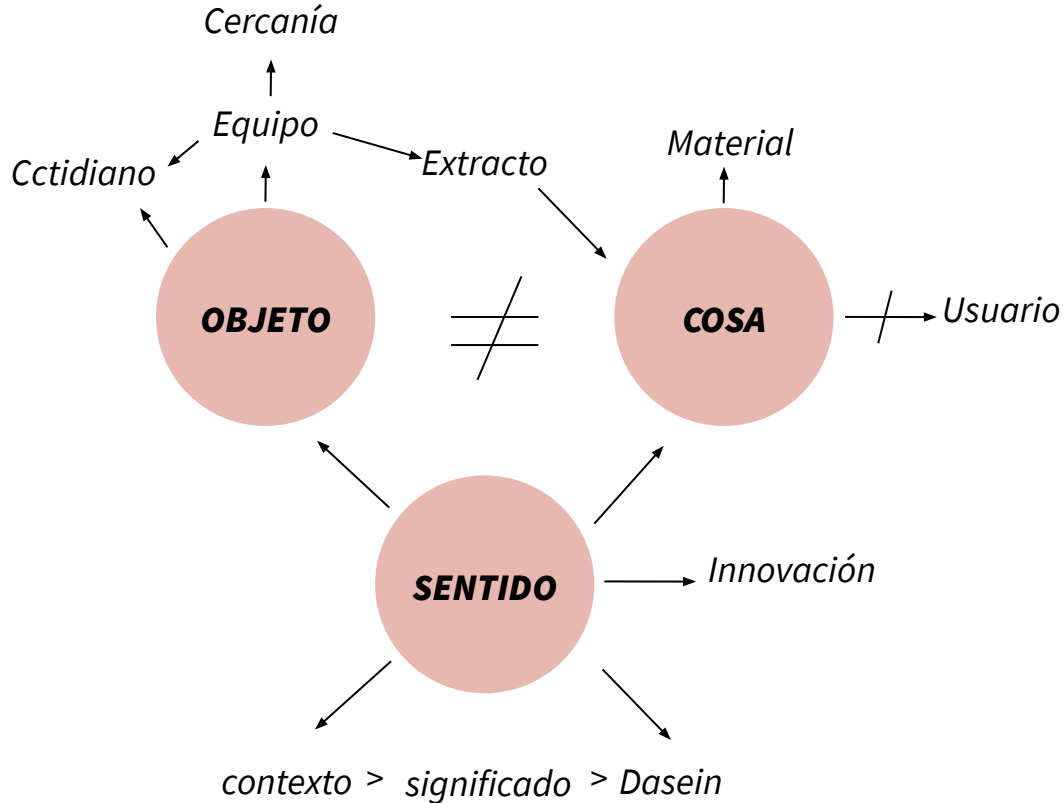 Cercanía
Equipo
Cctidiano
Extracto
Material
OBJETO
COSA
Usuario
SENTIDO
Innovación
contexto > significado > Dasein